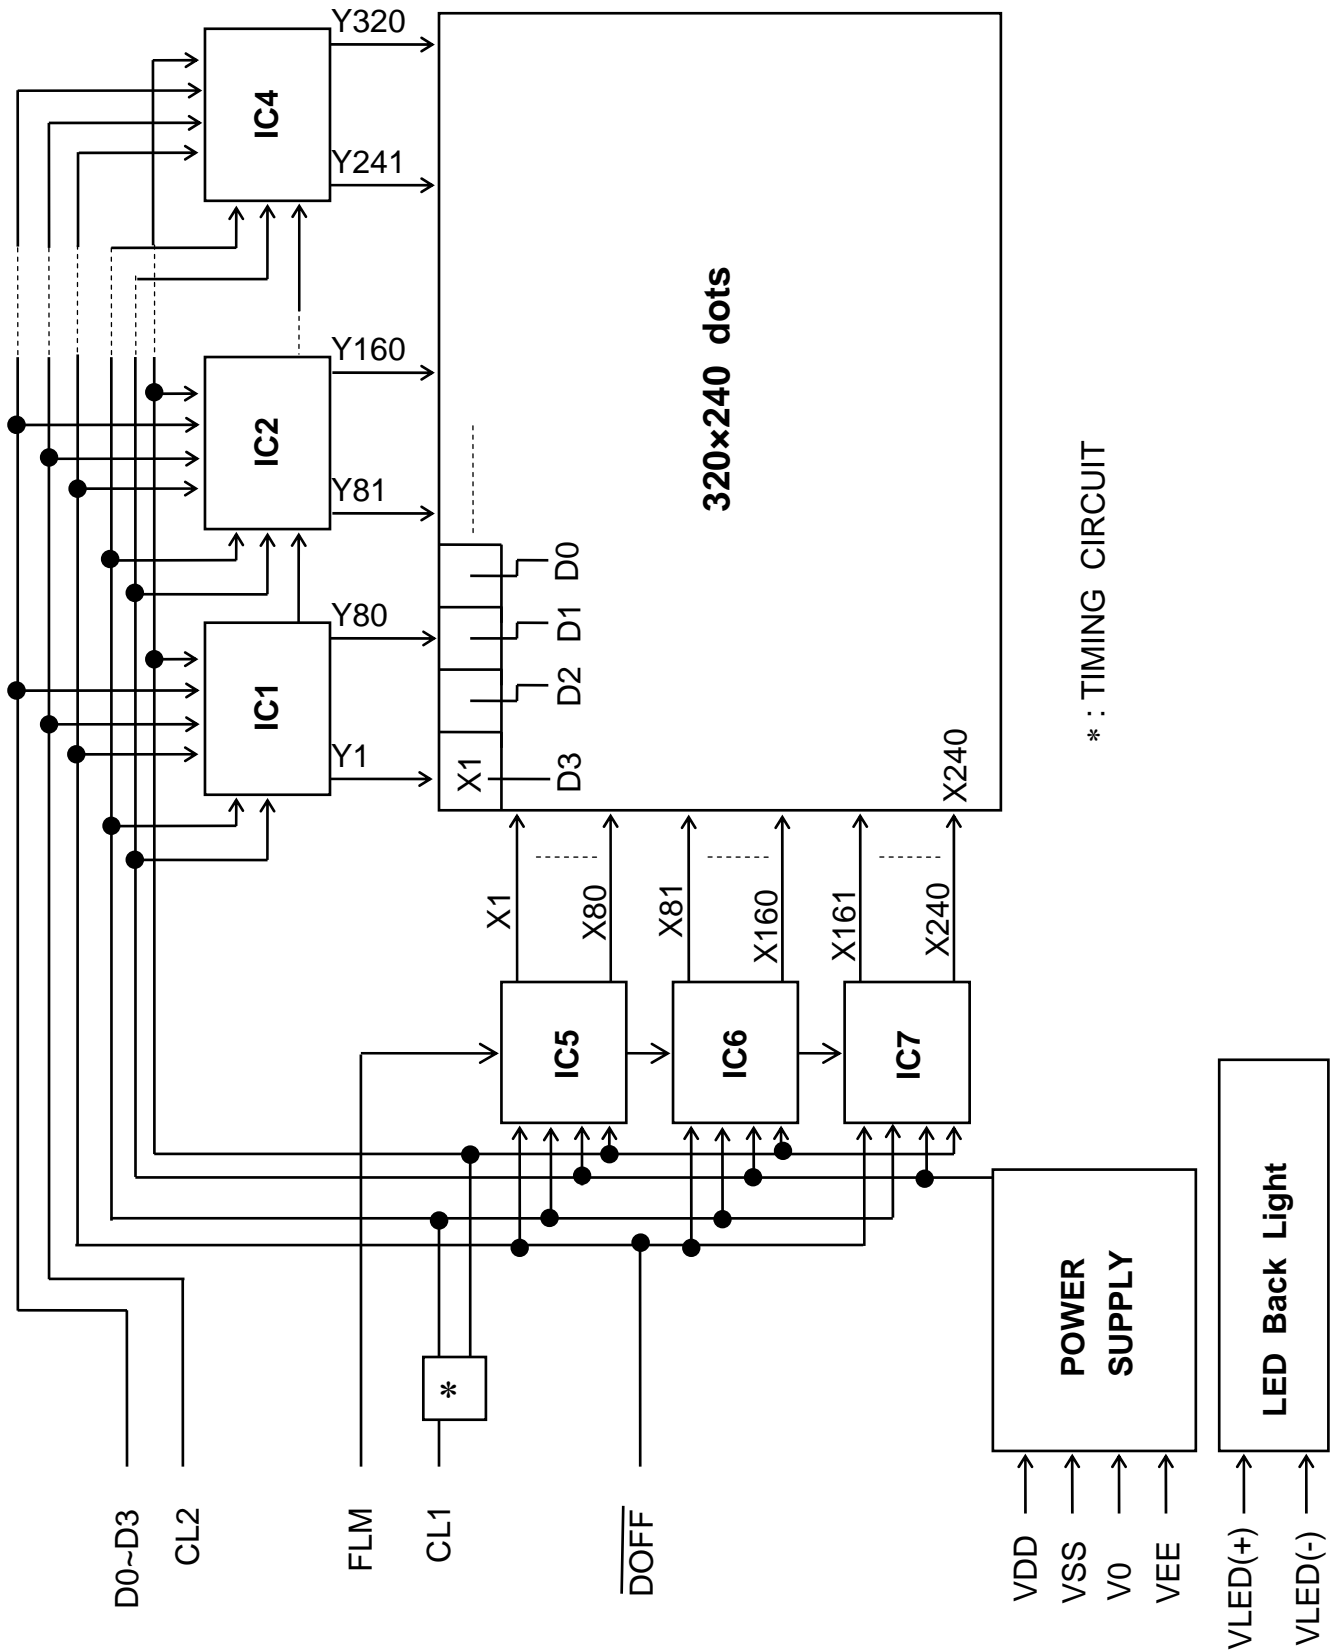 Y320
IC4
Y241
Y160
IC2
Y81
Y80
IC1
Y1
320×240 dots
D0
D1
D2
D3
X1
X240
* : TIMING CIRCUIT
X1
X80
X81
X160
X161
X240
IC5
IC6
IC7
*
POWER
SUPPLY
LED Back Light
D0~D3
CL2
FLM
CL1
DOFF
VDD
VSS
V0
VEE
VLED(+)
VLED(-)